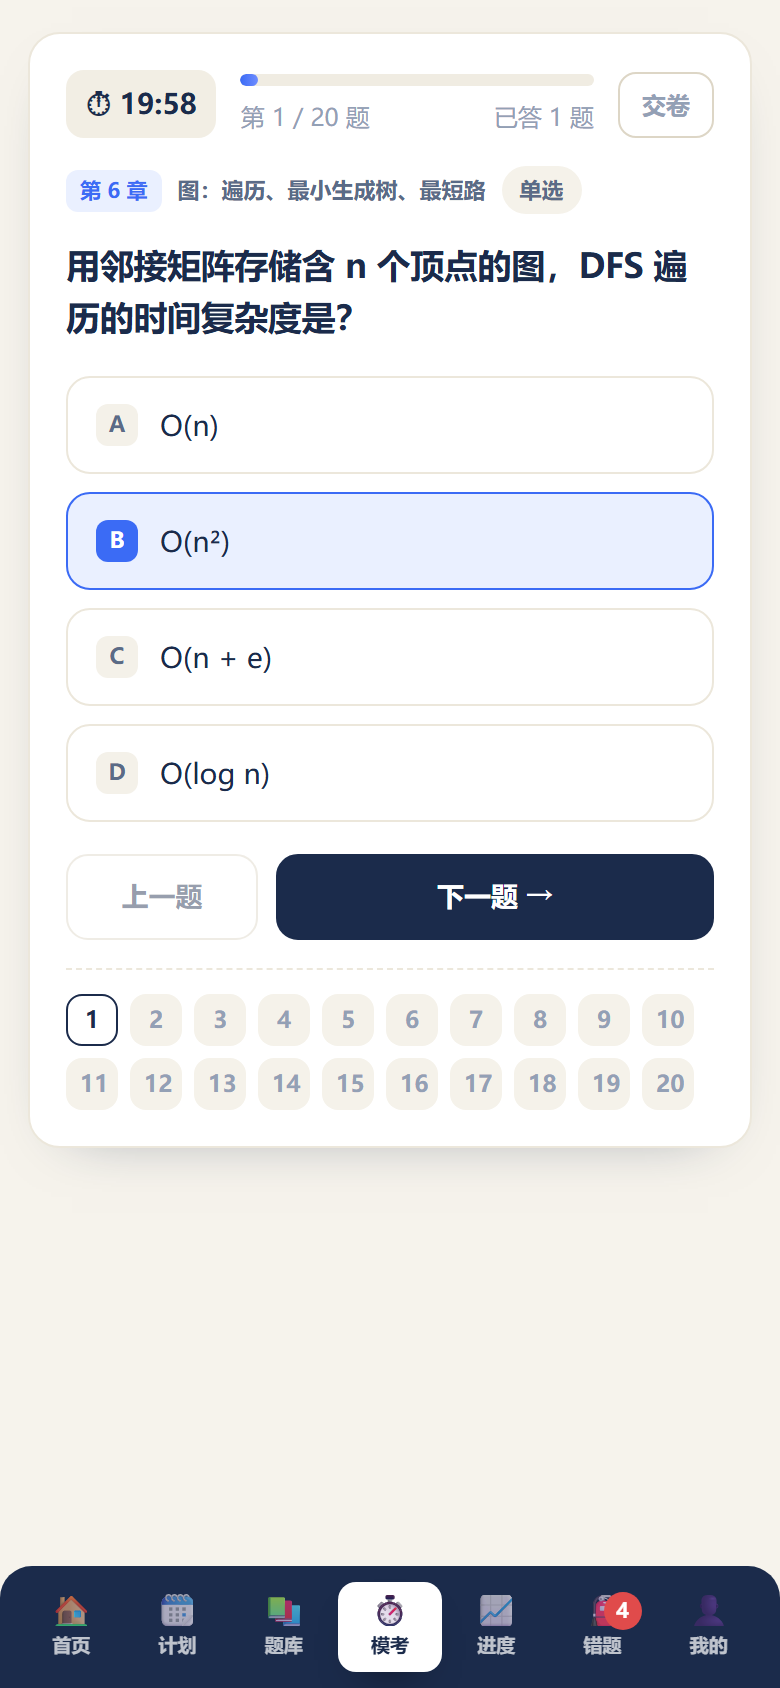 19:58
第 1 / 20 题
已答 1 题
交卷
第 6 章
图：遍历、最小生成树、最短路
单选
用邻接矩阵存储含 n 个顶点的图，DFS 遍
历的时间复杂度是？
A
O(n)
B
O(n²)
C
O(n + e)
D
O(log n)
上一题
下一题 →
1 2 3 4 5 6 7 8 9 10
11 12 13 14 15 16 17 18 19 20
4
首页 计划 题库 模考 进度 错题 我的